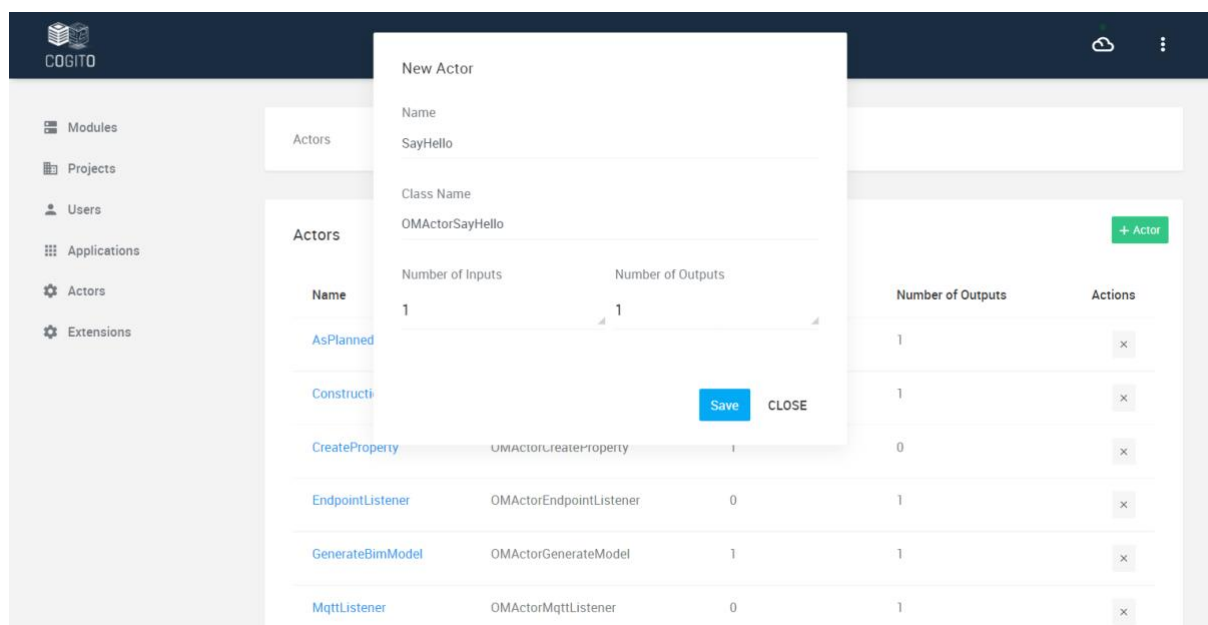 COGITO
New Actor
Name
SayHello
Class Name
OMActorSayHello
Number of Inputs Number of Outputs
1 1
Save CLOSE
Modules
Projects
Users
Applications
Actors
Extensions
Actors
Actors + Actor
Name Number of Outputs Actions
AsPlanned 1 ×
Constructi 1 ×
CreateProperty OMActorCreateProperty 1 0 ×
EndpointListener OMActorEndpointListener 0 1 ×
GenerateBimModel OMActorGenerateModel 1 1 ×
MqttListener OMActorMqttListener 0 1 ×